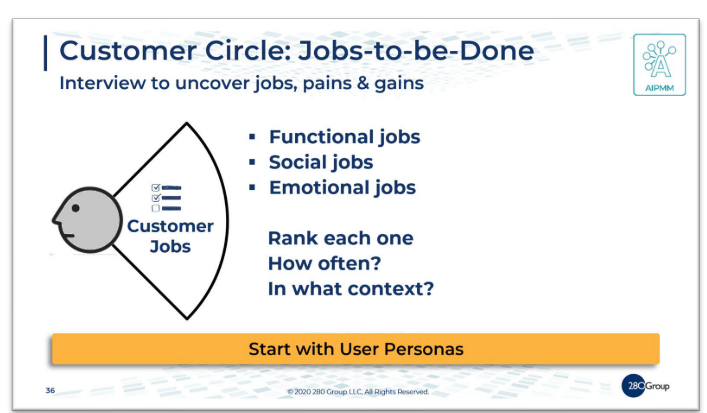 Customer Circle: Jobs-to-be-Done
Interview to uncover jobs, pains & gains
AIPMM
▪ Functional jobs
▪ Social jobs
▪ Emotional jobs
Customer
Jobs
Rank each one
How often?
In what context?
Start with User Personas
36
© 2020 280 Group LLC, All Rights Reserved.
280Group